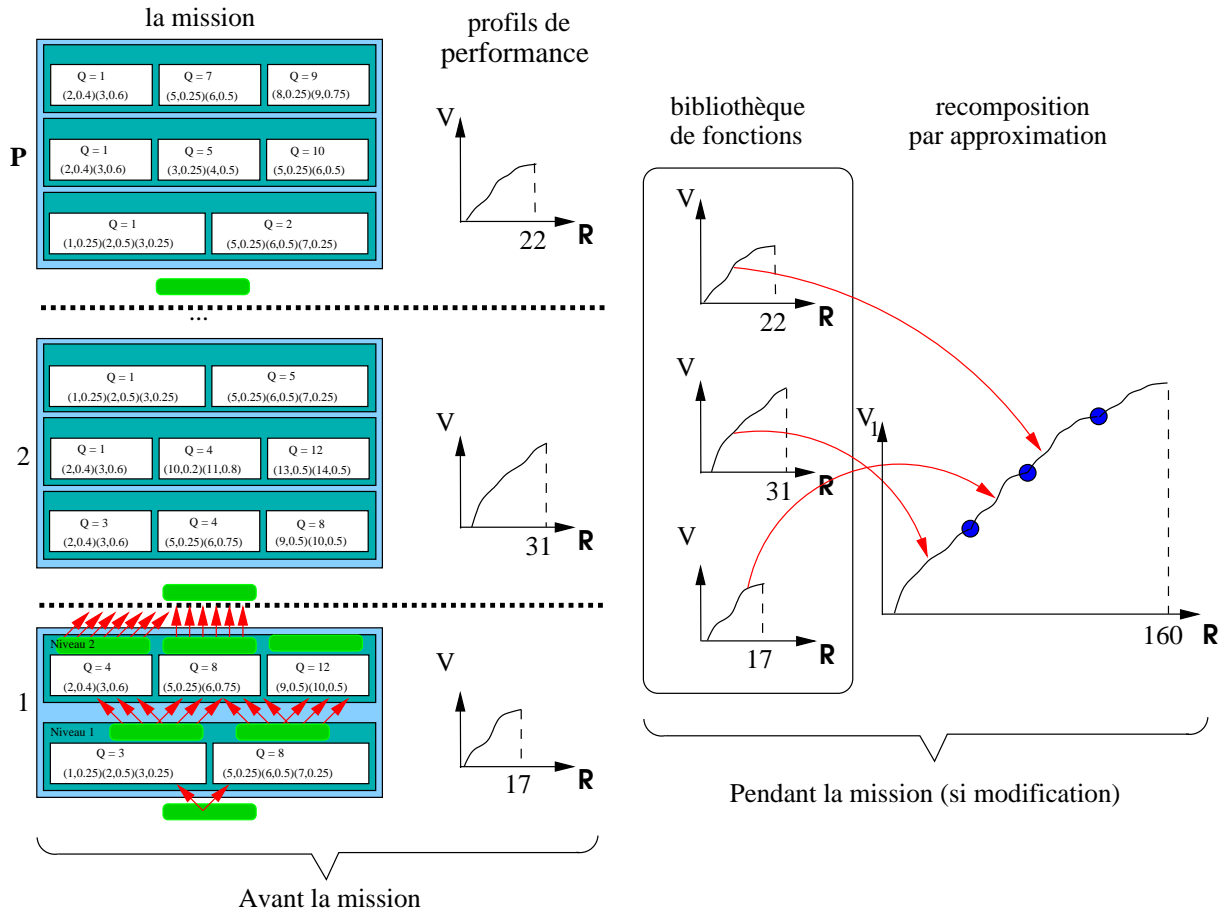 la mission
profils de
performance
Q = 1
(2,0.4)(3,0.6)
Q = 7
(5,0.25)(6,0.5)
Q = 9
(8,0.25)(9,0.75)
P
Q = 1
(2,0.4)(3,0.6)
Q = 5
(3,0.25)(4,0.5)
Q = 10
(5,0.25)(6,0.5)
Q = 1
(1,0.25)(2,0.5)(3,0.25)
Q = 2
(5,0.25)(6,0.5)(7,0.25)
V
22
R
...
2
Q = 1
(1,0.25)(2,0.5)(3,0.25)
Q = 5
(5,0.25)(6,0.5)(7,0.25)
Q = 1
(2,0.4)(3,0.6)
Q = 4
(10,0.2)(11,0.8)
Q = 12
(13,0.5)(14,0.5)
Q = 3
(2,0.4)(3,0.6)
Q = 4
(5,0.25)(6,0.75)
Q = 8
(9,0.5)(10,0.5)
V
31
R
1
Niveau 2
Q = 4
(2,0.4)(3,0.6)
Q = 8
(5,0.25)(6,0.75)
Q = 12
(9,0.5)(10,0.5)
Niveau 1
Q = 3
(1,0.25)(2,0.5)(3,0.25)
Q = 8
(5,0.25)(6,0.5)(7,0.25)
V
17
R
Avant la mission
bibliothèque
de fonctions
V
22
R
V
31
R
V
17
R
recomposition
par approximation
V1
160
R
Pendant la mission (si modification)